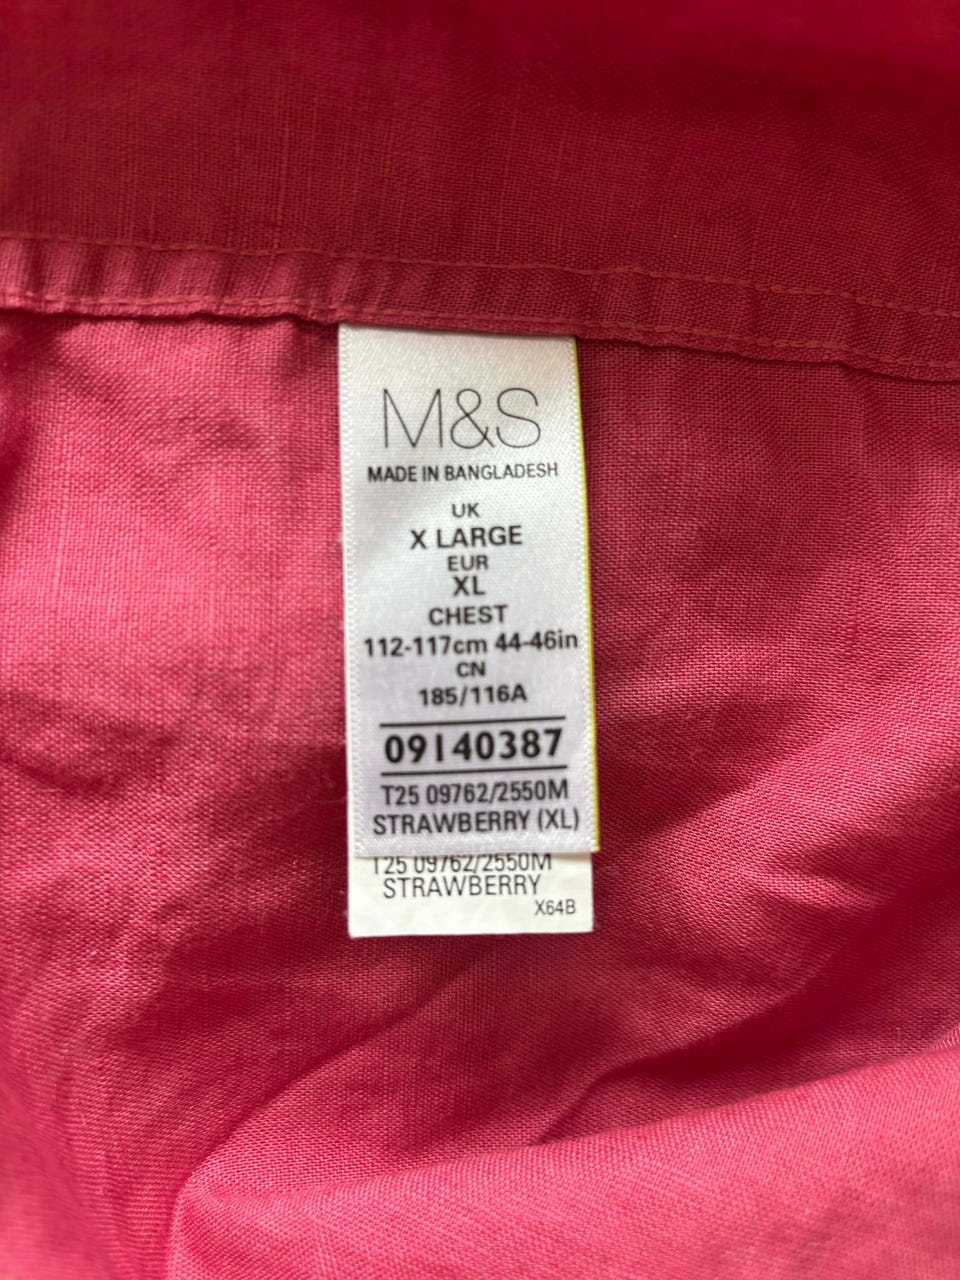 M&S
MADE IN BANGLADESH
UK
X LARGE
EUR
XL
CHEST
112-117cm 44-46in
CN
185/116A
09140387
T25 09762/2550M
STRAWBERRY (XL)
T25 09762/2550M
STRAWBERRY
X64B